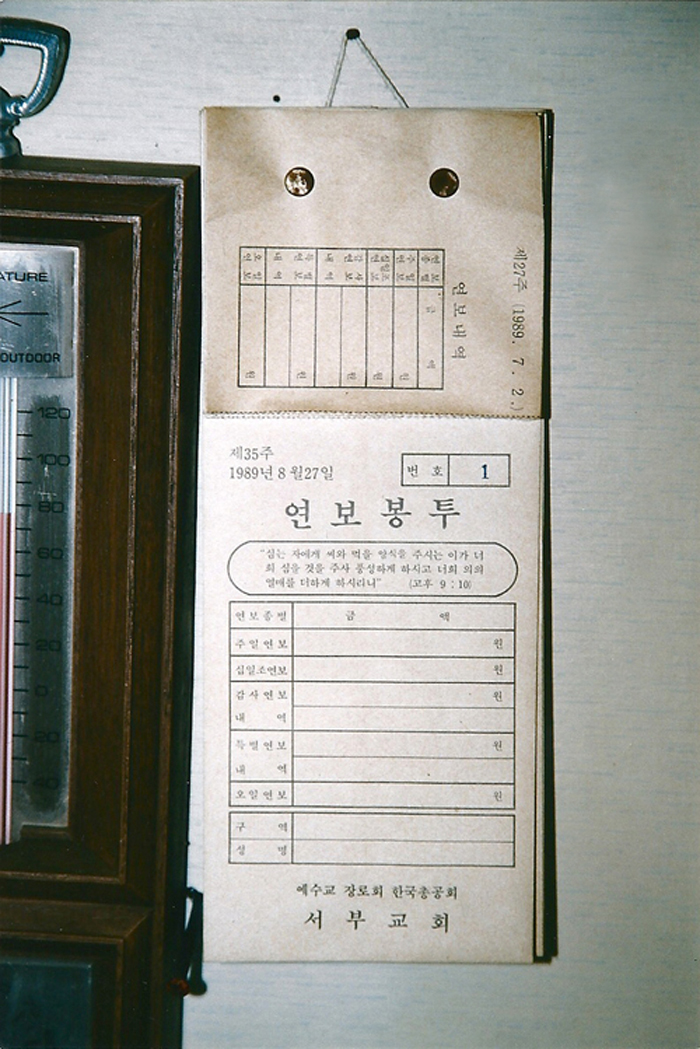 ATURE
OUTDOOR
120
100
80
60
40
20
0
20
40
제27주 (1989. 7. 2.)
연보내역
제35주
1989년 8월27일
번호 1
연보봉투
"심는 자에게 씨와 먹을 양식을 주시는 이가 너
희 심을 것을 주사 풍성하게 하시고 너희 의의
열매를 더하게 하시리니" (고후 9 : 10)
연보종별 금 액
주일연보 원
십일조연보 원
감사연보 원
내 역
특별연보 원
내 역
오일연보 원
구 역
성 명
예수교 장로회 한국총공회
서부교회